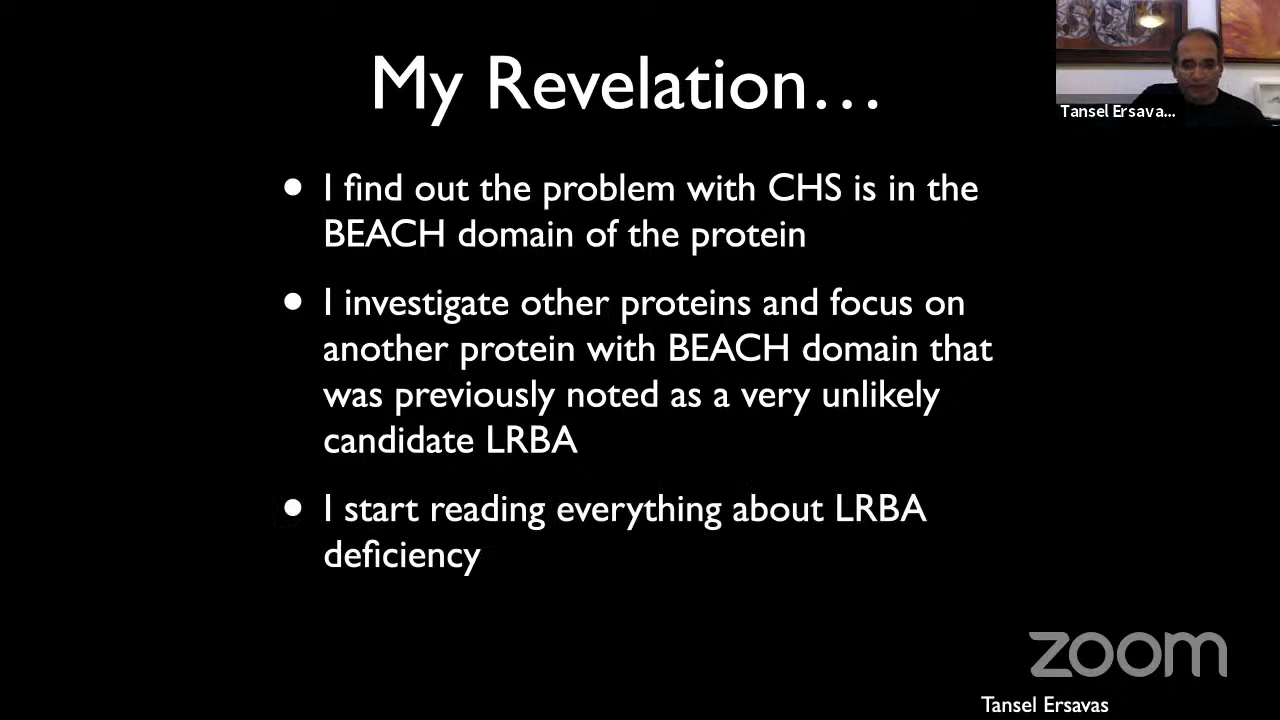 My Revelation…
Tansel Ersava...
• I find out the problem with CHS is in the
BEACH domain of the protein
• I investigate other proteins and focus on
another protein with BEACH domain that
was previously noted as a very unlikely
candidate LRBA
• I start reading everything about LRBA
deficiency
zoom
Tansel Ersavas